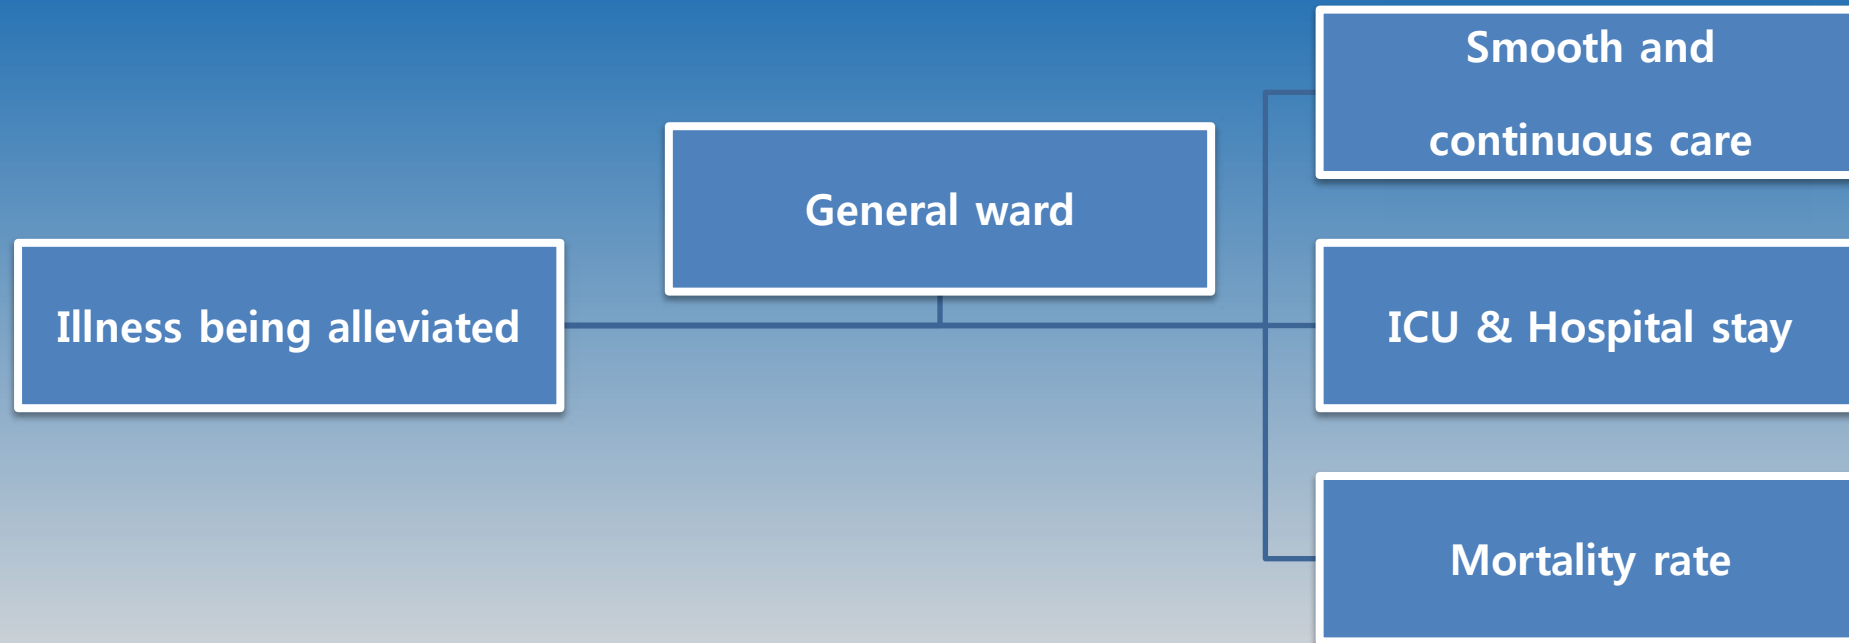 Illness being alleviated
General ward
Smooth and
continuous care
ICU & Hospital stay
Mortality rate